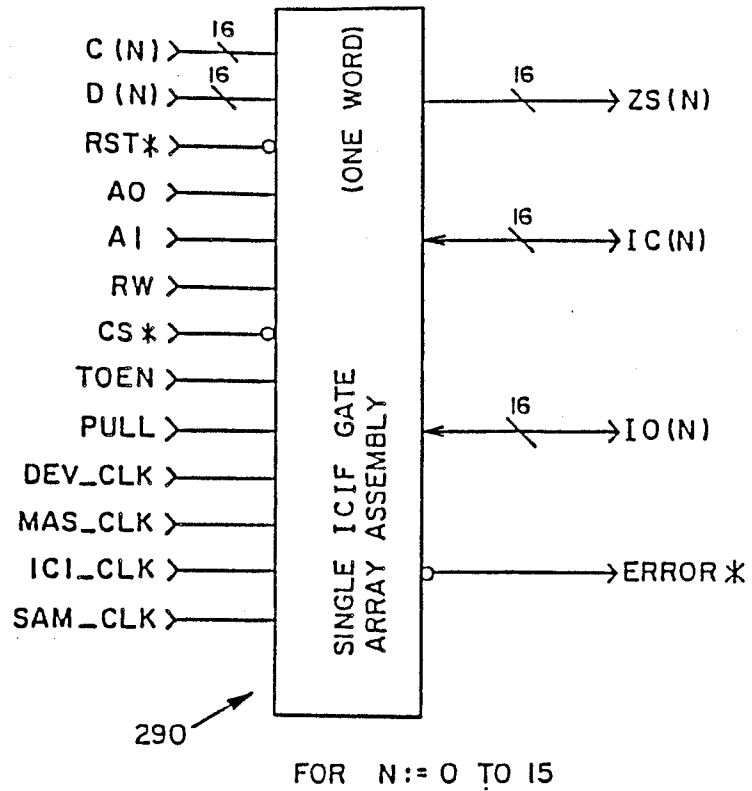 C(N) 16
D(N) 16
RST*
AO
A1
RW
CS*
TOEN
PULL
DEV_CLK
MAS_CLK
ICI_CLK
SAM_CLK
SINGLE ICIF GATE
ARRAY ASSEMBLY
(ONE WORD)
16 ZS(N)
16 IC(N)
16 IO(N)
ERROR*
290
FOR N:= 0 TO 15